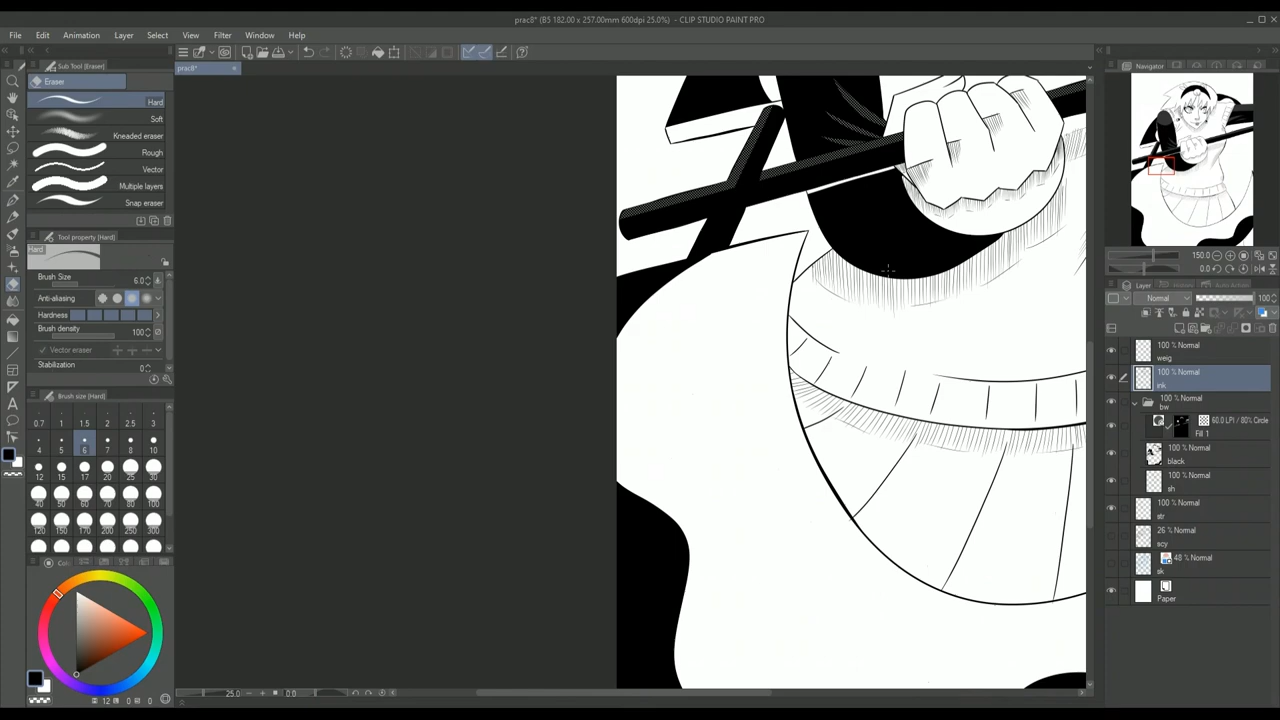 prac8* (B5 182.00 x 257.00mm 600dpi 25.0%) - CLIP STUDIO PAINT PRO
File Edit Animation Layer Select View Filter Window Help
Sub Tool [Eraser]
prac8*
Navigator
Eraser
Hard
Soft
Kneaded eraser
Rough
Vector
Multiple layers
Snap eraser
Tool property [Hard]
Hard
Brush Size 6.0
Anti-aliasing
Hardness
Brush density 100
Vector eraser
Stabilization 0
Brush size [Hard]
0.7 1 1.5 2 2.5 3
4 5 6 7 8 10
12 15 17 20 25 30
40 50 60 70 80 100
120 150 170 200 250 300
12 0 0
25.0 0.0
150.0
0.0
Layer
Normal 100
100 % Normal
weig
100 % Normal
ink
100 % Normal
bw
60.0 LPI / 80% Circle
Fill 1
100 % Normal
black
100 % Normal
sh
100 % Normal
str
26 % Normal
scy
48 % Normal
sk
Paper